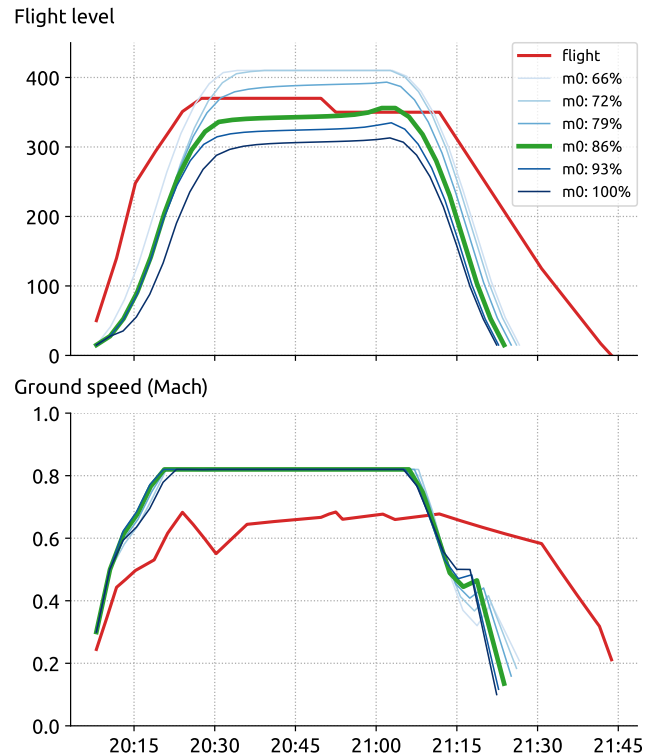 Flight level
400
300
200
100
0
flight
m0: 66%
m0: 72%
m0: 79%
m0: 86%
m0: 93%
m0: 100%
Ground speed (Mach)
1.0
0.8
0.6
0.4
0.2
0.0
20:15 20:30 20:45 21:00 21:15 21:30 21:45